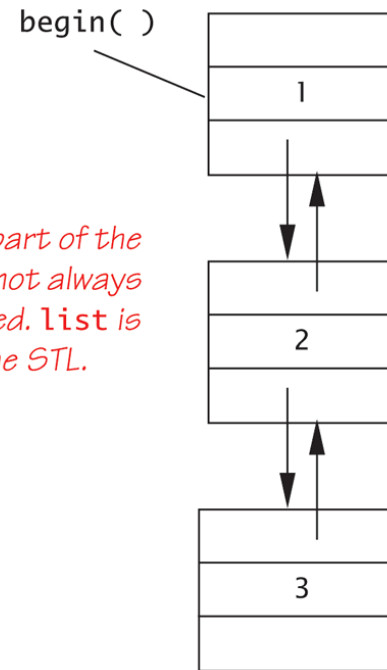 begin( )
1
part of the
not always
ed. list is
e STL.
2
3